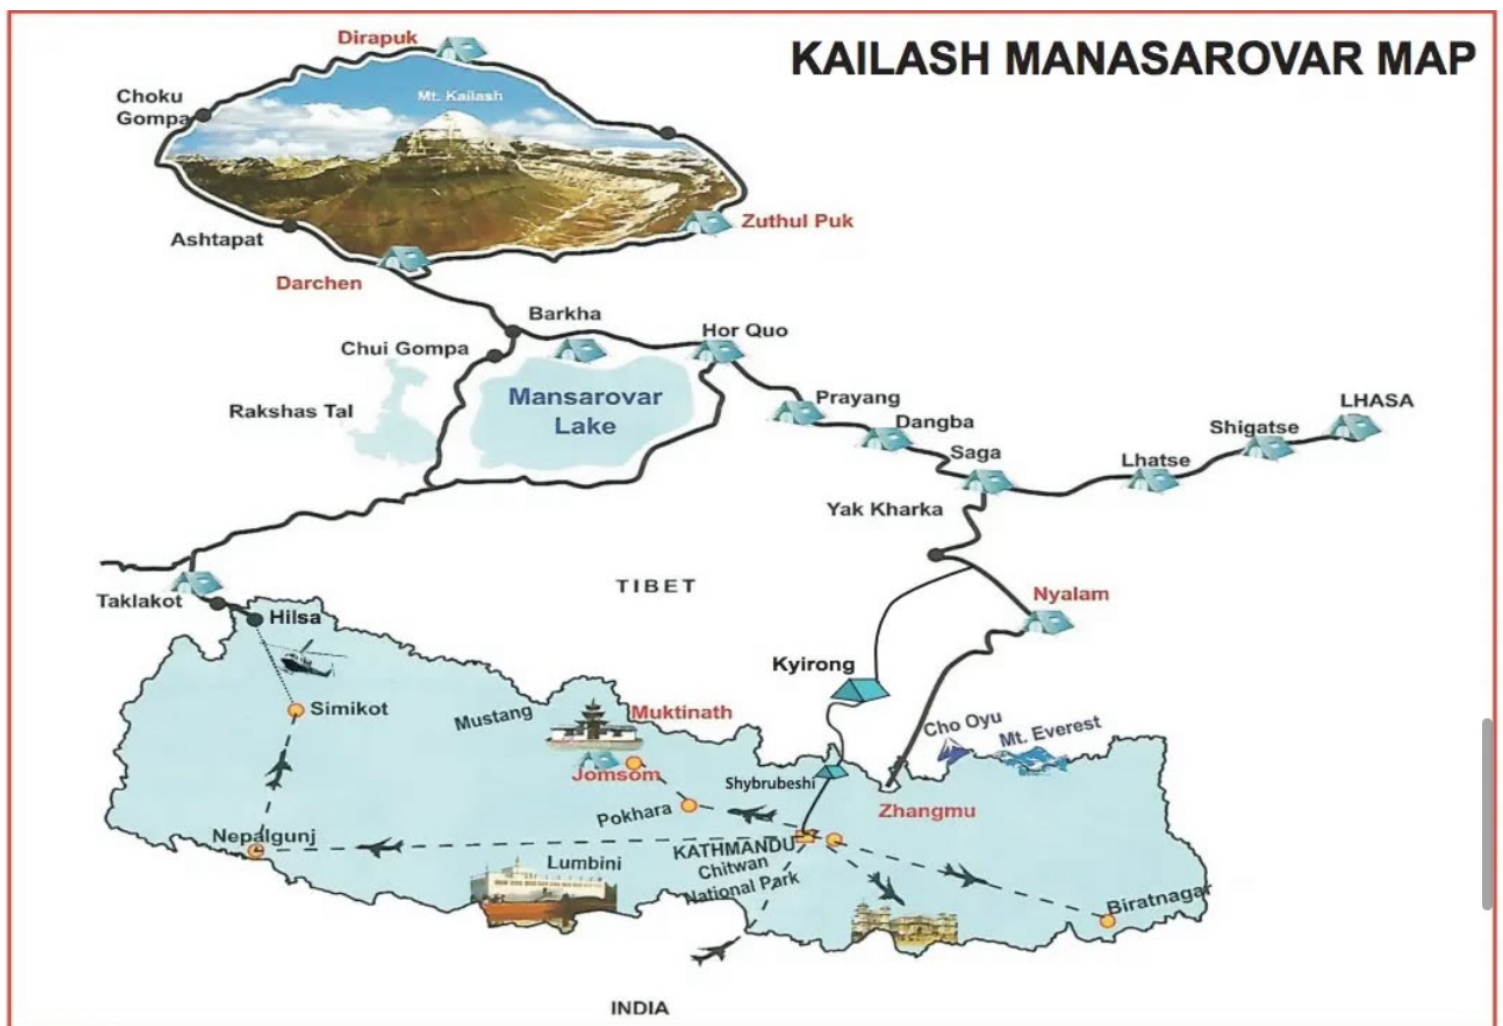 KAILASH MANASAROVAR MAP
Dirapuk
Mt. Kailash
Choku
Gompa
Zuthul Puk
Ashtapat
Darchen
Barkha
Hor Quo
Chui Gompa
Mansarovar
Lake
Rakshas Tal
Prayang
LHASA
Dangba
Shigatse
Saga
Lhatse
Yak Kharka
TIBET
Nyalam
Taklakot
Hilsa
Kyirong
Simikot
Mustang
Muktinath
Cho Oyu
Mt. Everest
Jomsom
Shybrubeshi
Pokhara
Zhangmu
Nepalgunj
KATHMANDU
Lumbini
Chitwan
National Park
Biratnagar
INDIA